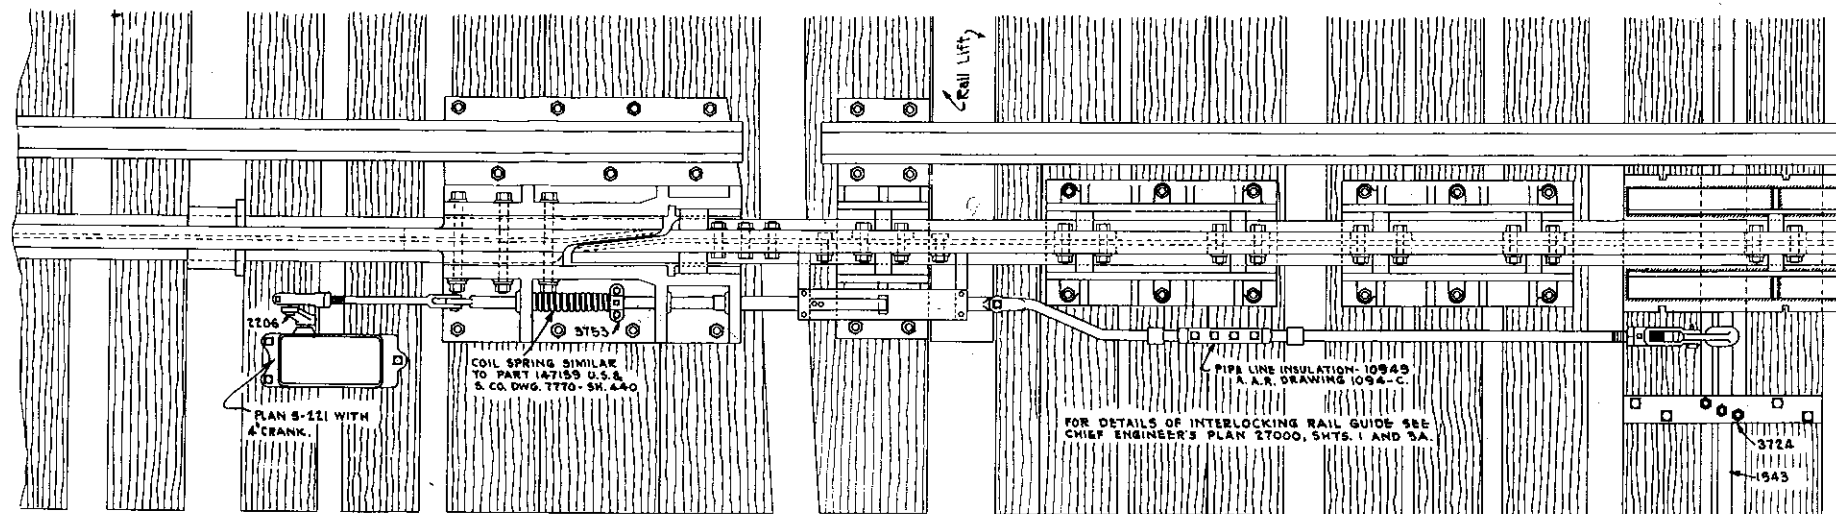 Rail Lift
2206
3753
COIL SPRING SIMILAR
TO PART 147159 U.S.&
S. CO. DWG. 7770-SH. 440
PLAN S-221 WITH
4" CRANK.
PIPE LINE INSULATION-10949
A.A.R. DRAWING 1094-C.
FOR DETAILS OF INTERLOCKING RAIL GUIDE SEE
CHIEF ENGINEER'S PLAN 27000, SHTS. 1 AND 3A.
3724
1543